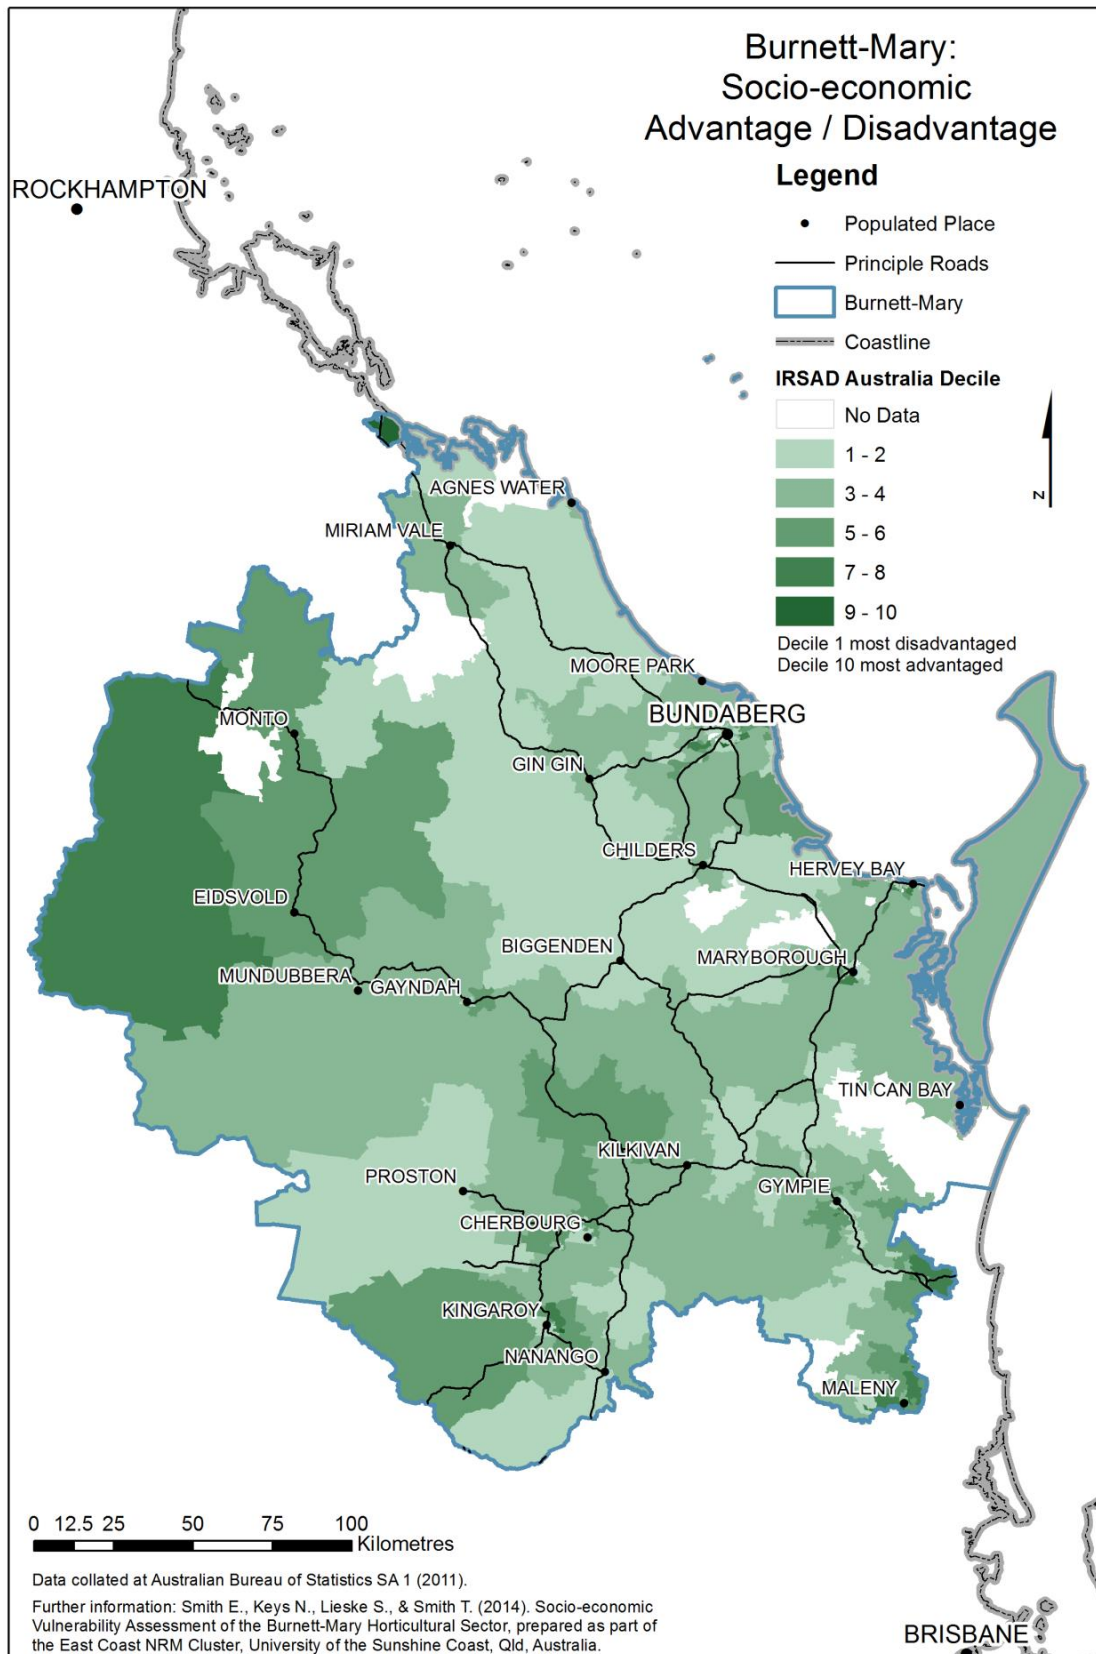 Burnett-Mary:
Socio-economic
Advantage / Disadvantage
Legend
Populated Place
Principle Roads
Burnett-Mary
Coastline
IRSAD Australia Decile
No Data
1 - 2
3 - 4
5 - 6
7 - 8
9 - 10
Decile 1 most disadvantaged
Decile 10 most advantaged
N
ROCKHAMPTON
AGNES WATER
MIRIAM VALE
MOORE PARK
BUNDABERG
MONTO
GIN GIN
CHILDERS
HERVEY BAY
EIDSVOLD
BIGGENDEN
MARYBOROUGH
MUNDUBBERA
GAYNDAH
TIN CAN BAY
KILKIVAN
PROSTON
GYMPIE
CHERBOURG
KINGAROY
NANANGO
MALENY
0 12.5 25 50 75 100
Kilometres
Data collated at Australian Bureau of Statistics SA 1 (2011).
Further information: Smith E., Keys N., Lieske S., & Smith T. (2014). Socio-economic
Vulnerability Assessment of the Burnett-Mary Horticultural Sector, prepared as part of
the East Coast NRM Cluster, University of the Sunshine Coast, Qld, Australia.
BRISBANE